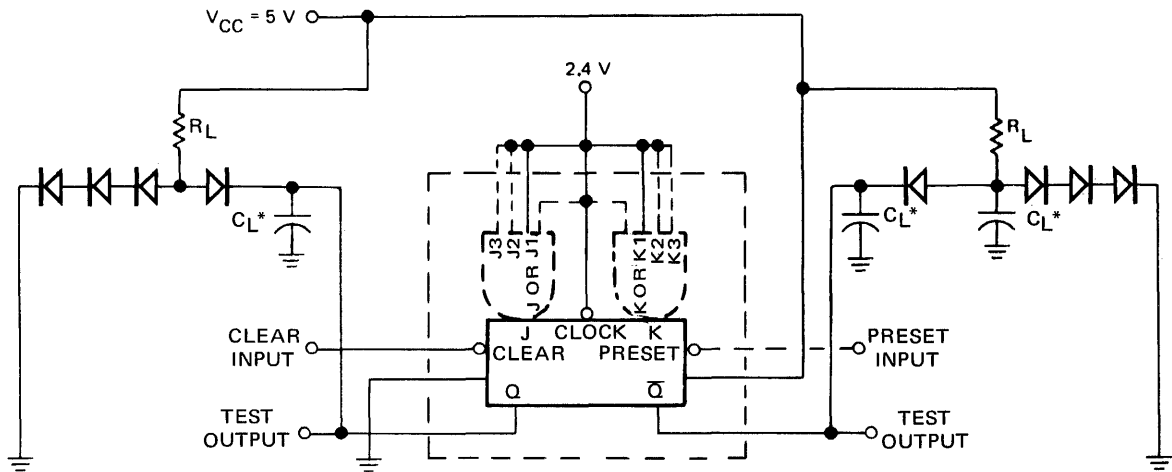 V_CC = 5 V
2.4 V
R_L
R_L
C_L*
C_L*
C_L*
J3
J2
J OR J1
K OR K1
K2
K3
J
CLOCK
K
CLEAR INPUT
CLEAR
PRESET
PRESET INPUT
Q
Q̅
TEST OUTPUT
TEST OUTPUT